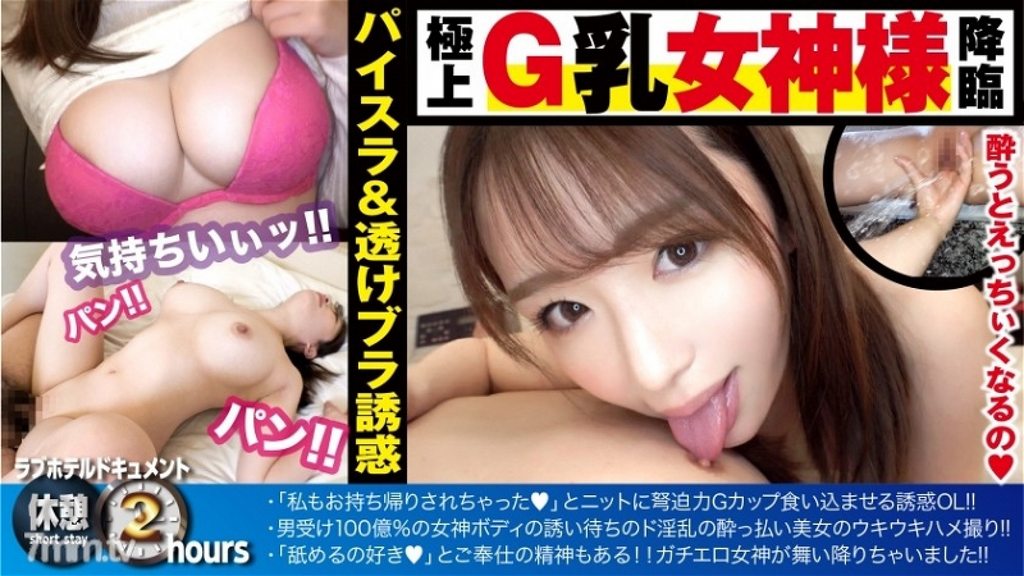 極上G乳女神様降臨
パイスラ&透けブラ誘惑
酔うとえっちぃくなるの♥
気持ちいぃッ!!
パン!!
パン!!
ラブホテルドキュメント
休憩
short stay
2
hours
7mm.tv
・「私もお持ち帰りされちゃった♥」とニットに弩迫力Gカップ食い込ませる誘惑OL!!
・男受け100億%の女神ボディの誘い待ちのド淫乱の酔っ払い美女のウキウキハメ撮り!!
・「舐めるの好き♥」とご奉仕の精神もある!!ガチエロ女神が舞い降りちゃいました!!